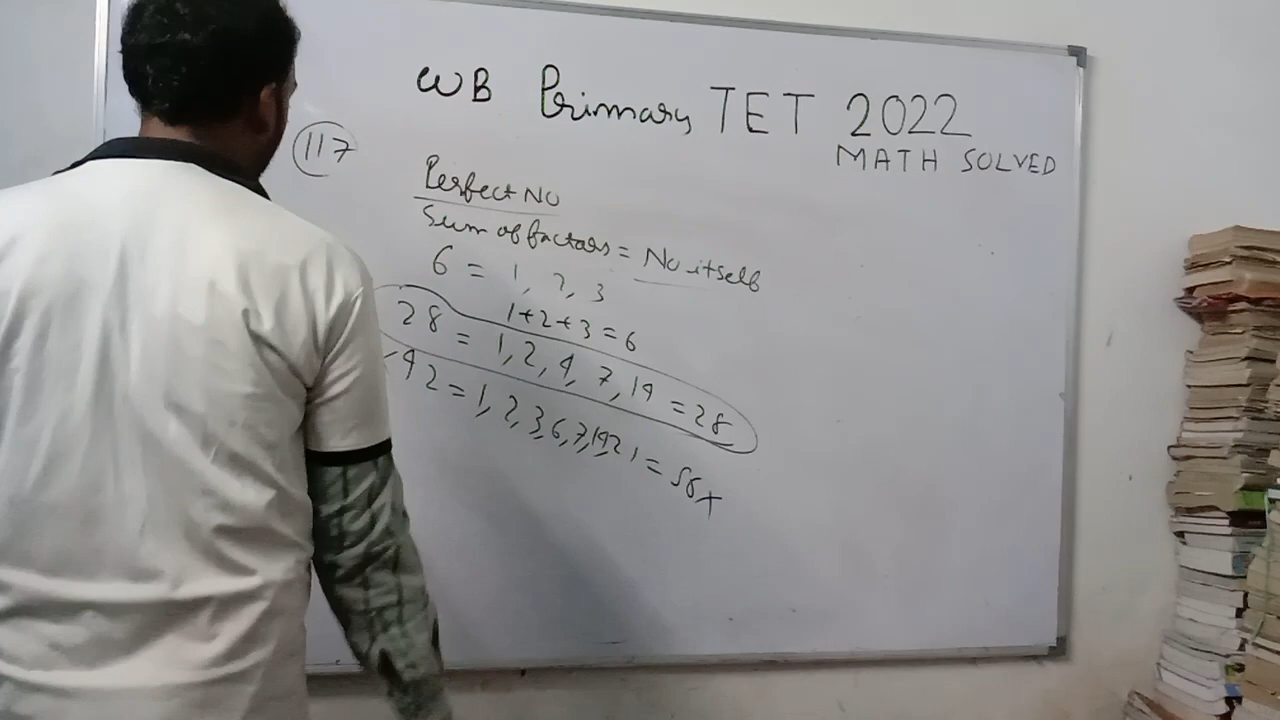 WB Primary TET 2022
MATH SOLVED
117
Perfect No
Sum of factors = No itself
6 = 1, 2, 3
1+2+3=6
28 = 1, 2, 4, 7, 14 = 28
42 = 1, 2, 3, 6, 7, 14, 21 = 56 ×